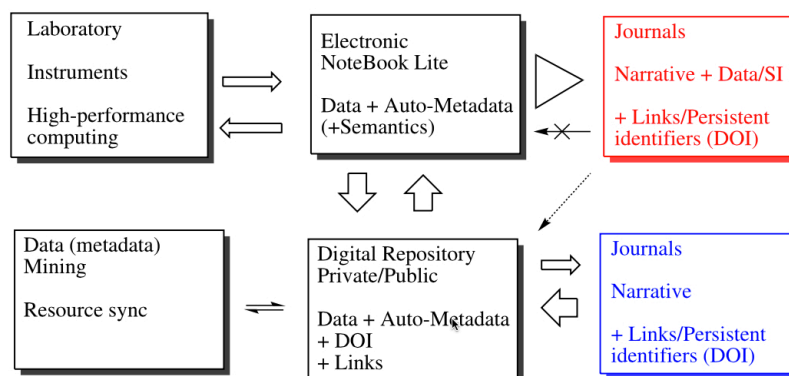 Laboratory
Instruments
High-performance
computing
Electronic
NoteBook Lite
Data + Auto-Metadata
(+Semantics)
Journals
Narrative + Data/SI
+ Links/Persistent
identifiers (DOI)
Data (metadata)
Mining
Resource sync
Digital Repository
Private/Public
Data + Auto-Metadata
+ DOI
+ Links
Journals
Narrative
+ Links/Persistent
identifiers (DOI)